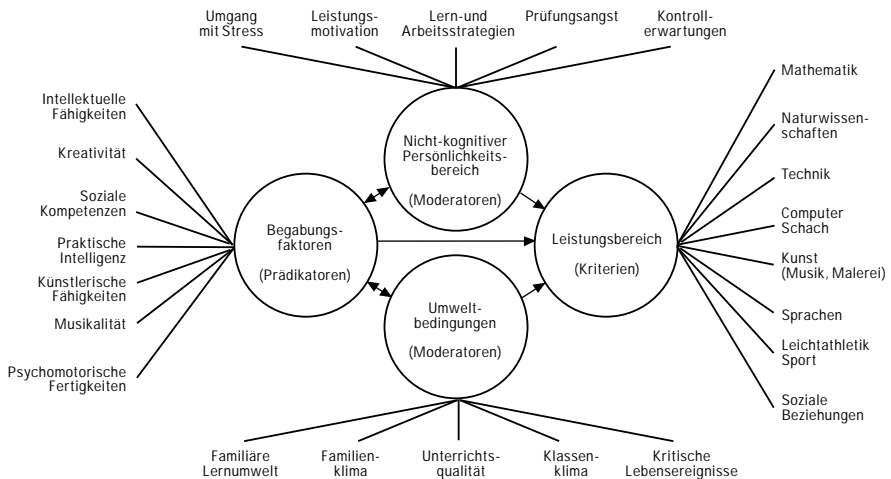 Umgang
mit Stress
Leistungs-
motivation
Lern-und
Arbeitsstrategien
Prüfungsangst
Kontroll-
erwartungen
Intellektuelle
Fähigkeiten
Kreativität
Soziale
Kompetenzen
Praktische
Intelligenz
Künstlerische
Fähigkeiten
Musikalität
Psychomotorische
Fertigkeiten
Nicht-kognitiver
Persönlichkeits-
bereich
(Moderatoren)
Begabungs-
faktoren
(Prädikatoren)
Leistungsbereich
(Kriterien)
Umwelt-
bedingungen
(Moderatoren)
Mathematik
Naturwissen-
schaften
Technik
Computer
Schach
Kunst
(Musik, Malerei)
Sprachen
Leichtathletik
Sport
Soziale
Beziehungen
Familiäre
Lernumwelt
Familien-
klima
Unterrichts-
qualität
Klassen-
klima
Kritische
Lebensereignisse